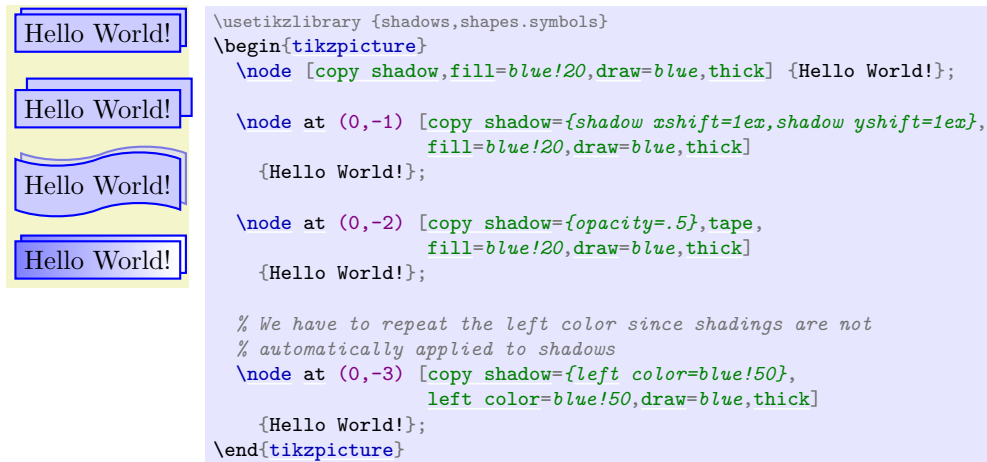 Hello World!
Hello World!
Hello World!
Hello World!
\usetikzlibrary {shadows,shapes.symbols}
\begin{tikzpicture}
  \node [copy shadow,fill=blue!20,draw=blue,thick] {Hello World!};

  \node at (0,-1) [copy shadow={shadow xshift=1ex,shadow yshift=1ex},
                   fill=blue!20,draw=blue,thick]
    {Hello World!};

  \node at (0,-2) [copy shadow={opacity=.5},tape,
                   fill=blue!20,draw=blue,thick]
    {Hello World!};

  % We have to repeat the left color since shadings are not
  % automatically applied to shadows
  \node at (0,-3) [copy shadow={left color=blue!50},
                   left color=blue!50,draw=blue,thick]
    {Hello World!};
\end{tikzpicture}